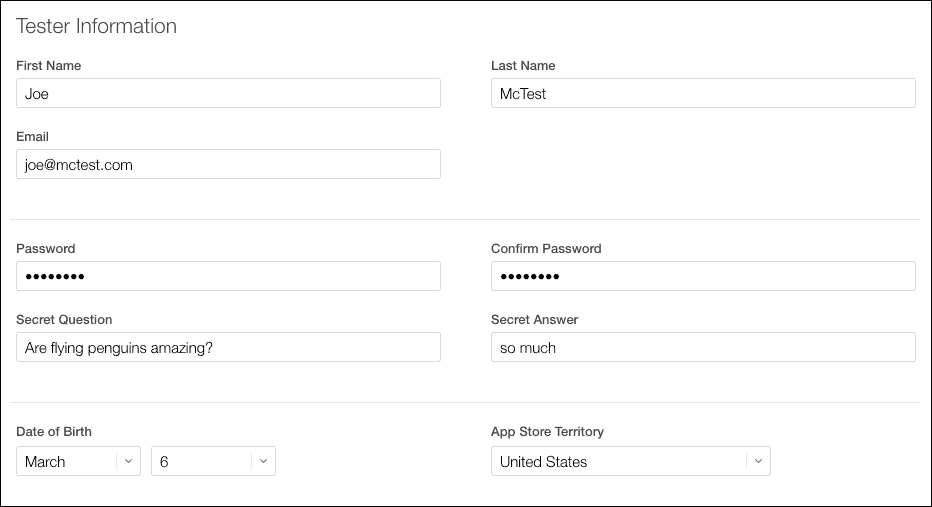 Tester Information
First Name Last Name
Joe McTest
Email
joe@mctest.com
Password Confirm Password
•••••••• ••••••••
Secret Question Secret Answer
Are flying penguins amazing? so much
Date of Birth App Store Territory
March 6 United States